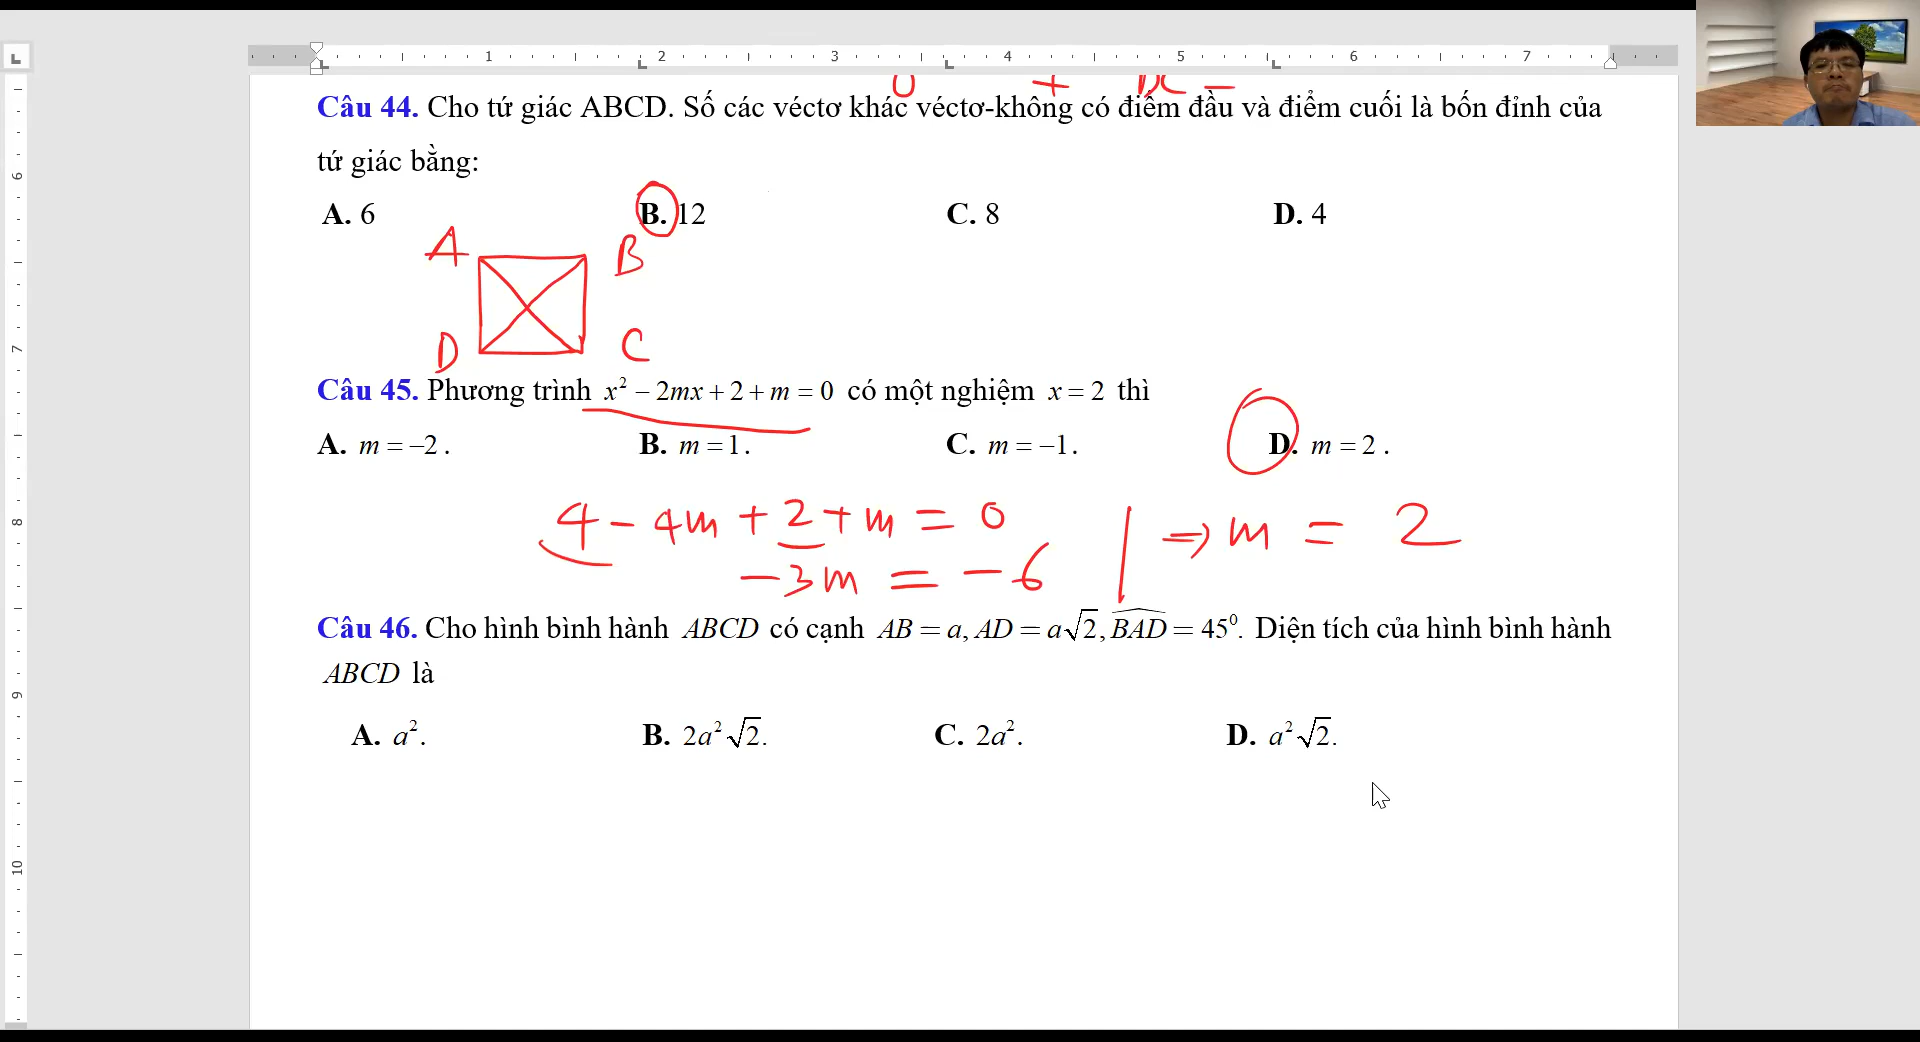 1 2 3 4 5 6 7
Câu 44. Cho tứ giác ABCD. Số các véctơ khác véctơ-không có điểm đầu và điểm cuối là bốn đỉnh của
tứ giác bằng:
A. 6 B. 12 C. 8 D. 4
A B
D C
Câu 45. Phương trình x² − 2mx + 2 + m = 0 có một nghiệm x = 2 thì
A. m = −2. B. m = 1. C. m = −1. D. m = 2.
4 − 4m + 2 + m = 0 ⇒ m = 2
−3m = −6
Câu 46. Cho hình bình hành ABCD có cạnh AB = a, AD = a√2, BAD = 45⁰. Diện tích của hình bình hành
ABCD là
A. a². B. 2a²√2. C. 2a². D. a²√2.
6
7
8
9
10